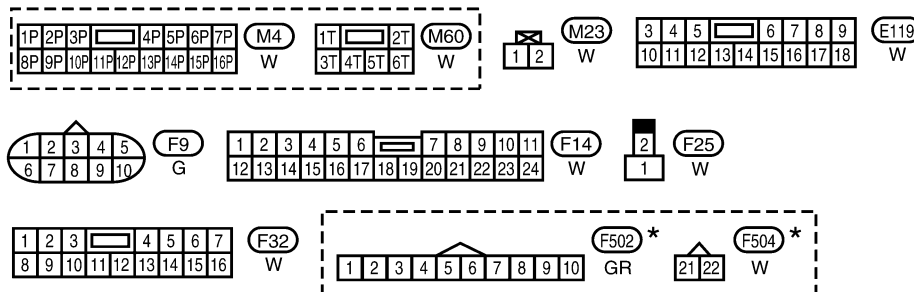 1P 2P 3P 4P 5P 6P 7P
8P 9P 10P 11P 12P 13P 14P 15P 16P
M4
W
1T 2T
3T 4T 5T 6T
M60
W
1 2
M23
W
3 4 5 6 7 8 9
10 11 12 13 14 15 16 17 18
E119
W
1 2 3 4 5
6 7 8 9 10
F9
G
1 2 3 4 5 6 7 8 9 10 11
12 13 14 15 16 17 18 19 20 21 22 23 24
F14
W
2
1
F25
W
1 2 3 4 5 6 7
8 9 10 11 12 13 14 15 16
F32
W
1 2 3 4 5 6 7 8 9 10
F502 *
GR
21 22
F504 *
W